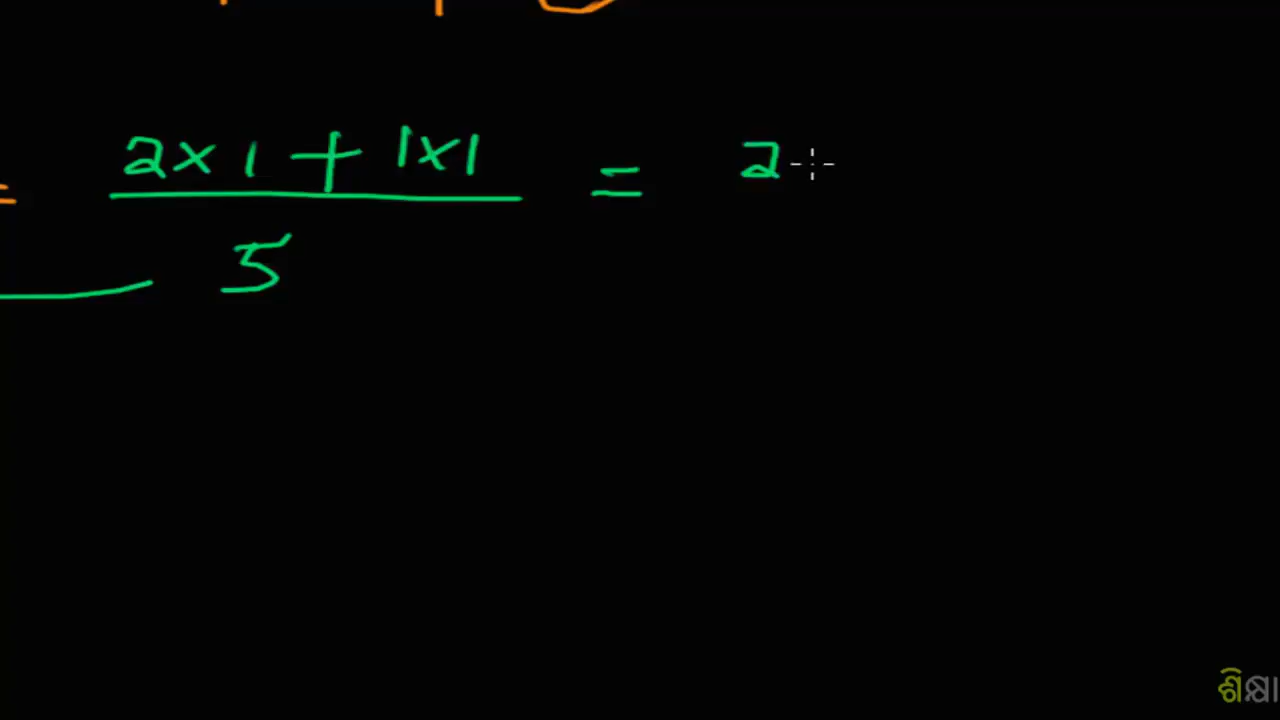 = (2×1 + 1×1)/5 = 2
ଶିକ୍ଷା